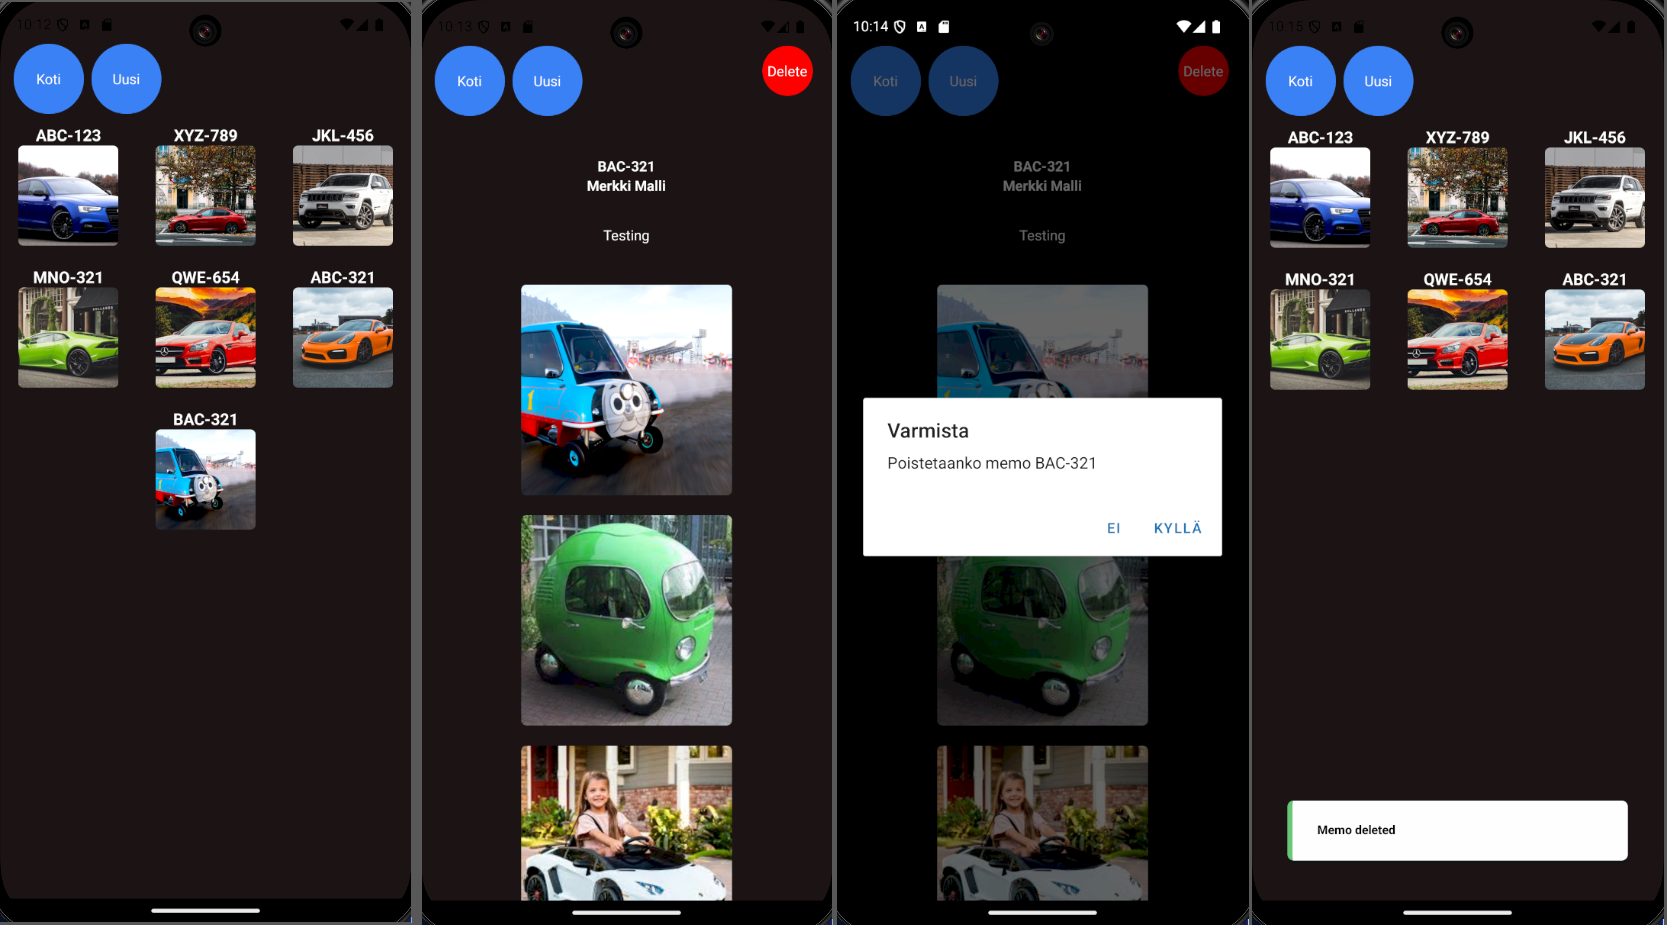 10:12
Koti Uusi
ABC-123 XYZ-789 JKL-456
MNO-321 QWE-654 ABC-321
BAC-321
10:13
Koti Uusi Delete
BAC-321
Merkki Malli
Testing
1
10:14
Koti Uusi Delete
BAC-321
Merkki Malli
Testing
Varmista
Poistetaanko memo BAC-321
EI KYLLÄ
10:15
Koti Uusi
ABC-123 XYZ-789 JKL-456
MNO-321 QWE-654 ABC-321
Memo deleted